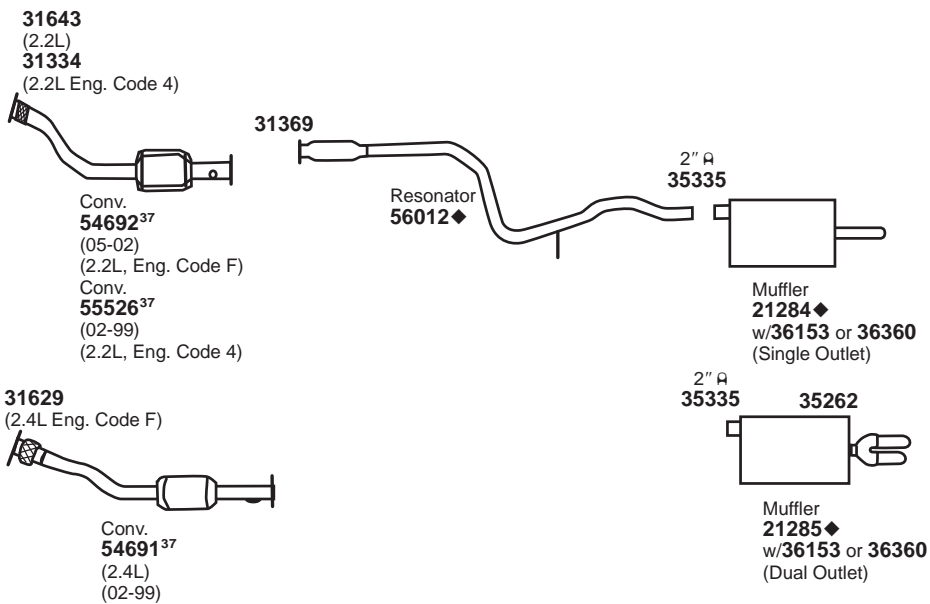 31643
(2.2L)
31334
(2.2L Eng. Code 4)
Conv.
54692³⁷
(05-02)
(2.2L, Eng. Code F)
Conv.
55526³⁷
(02-99)
(2.2L, Eng. Code 4)
31369
Resonator
56012◆
2″
35335
Muffler
21284◆
w/36153 or 36360
(Single Outlet)
31629
(2.4L Eng. Code F)
Conv.
54691³⁷
(2.4L)
(02-99)
2″
35335
35262
Muffler
21285◆
w/36153 or 36360
(Dual Outlet)